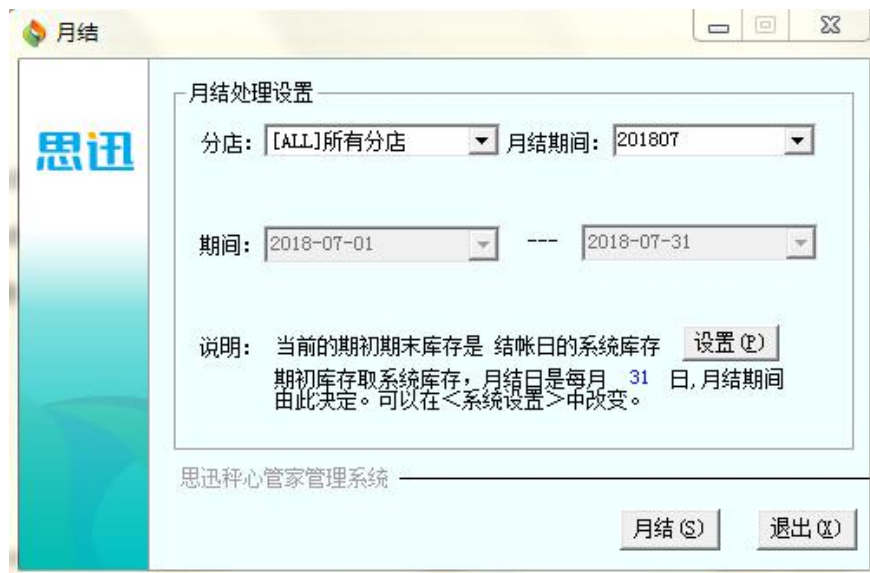 月结
思迅
月结处理设置
分店: [ALL]所有分店 月结期间: 201807
期间: 2018-07-01 --- 2018-07-31
说明: 当前的期初期末库存是 结帐日的系统库存 设置(P)
期初库存取系统库存，月结日是每月 31 日,月结期间
由此决定。可以在<系统设置>中改变。
思迅秤心管家管理系统
月结(S) 退出(X)